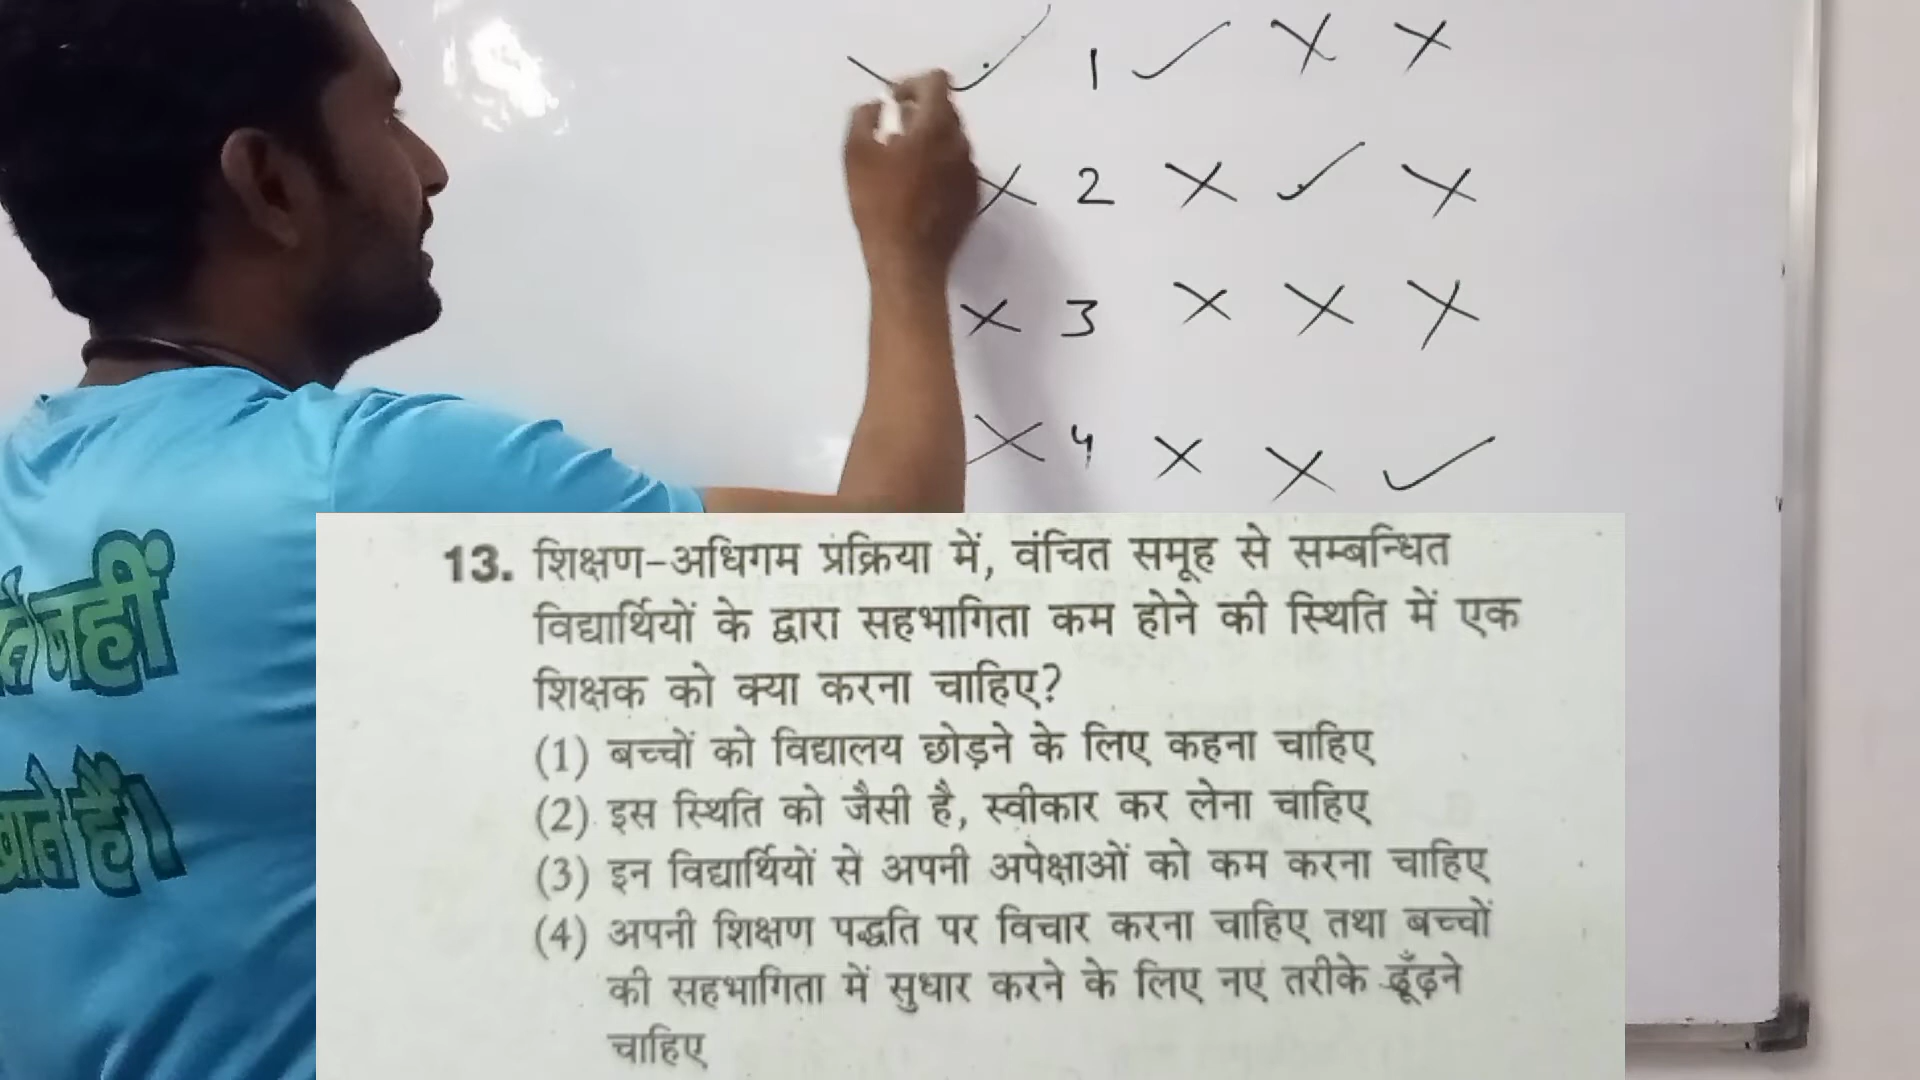 ✓ 1 ✓ X X
X 2 X ✓ X
X 3 X X X
X 4 X X ✓
नहीं
हैं।
13. शिक्षण-अधिगम प्रक्रिया में, वंचित समूह से सम्बन्धित
विद्यार्थियों के द्वारा सहभागिता कम होने की स्थिति में एक
शिक्षक को क्या करना चाहिए?
(1) बच्चों को विद्यालय छोड़ने के लिए कहना चाहिए
(2) इस स्थिति को जैसी है, स्वीकार कर लेना चाहिए
(3) इन विद्यार्थियों से अपनी अपेक्षाओं को कम करना चाहिए
(4) अपनी शिक्षण पद्धति पर विचार करना चाहिए तथा बच्चों
की सहभागिता में सुधार करने के लिए नए तरीके ढूँढ़ने
चाहिए